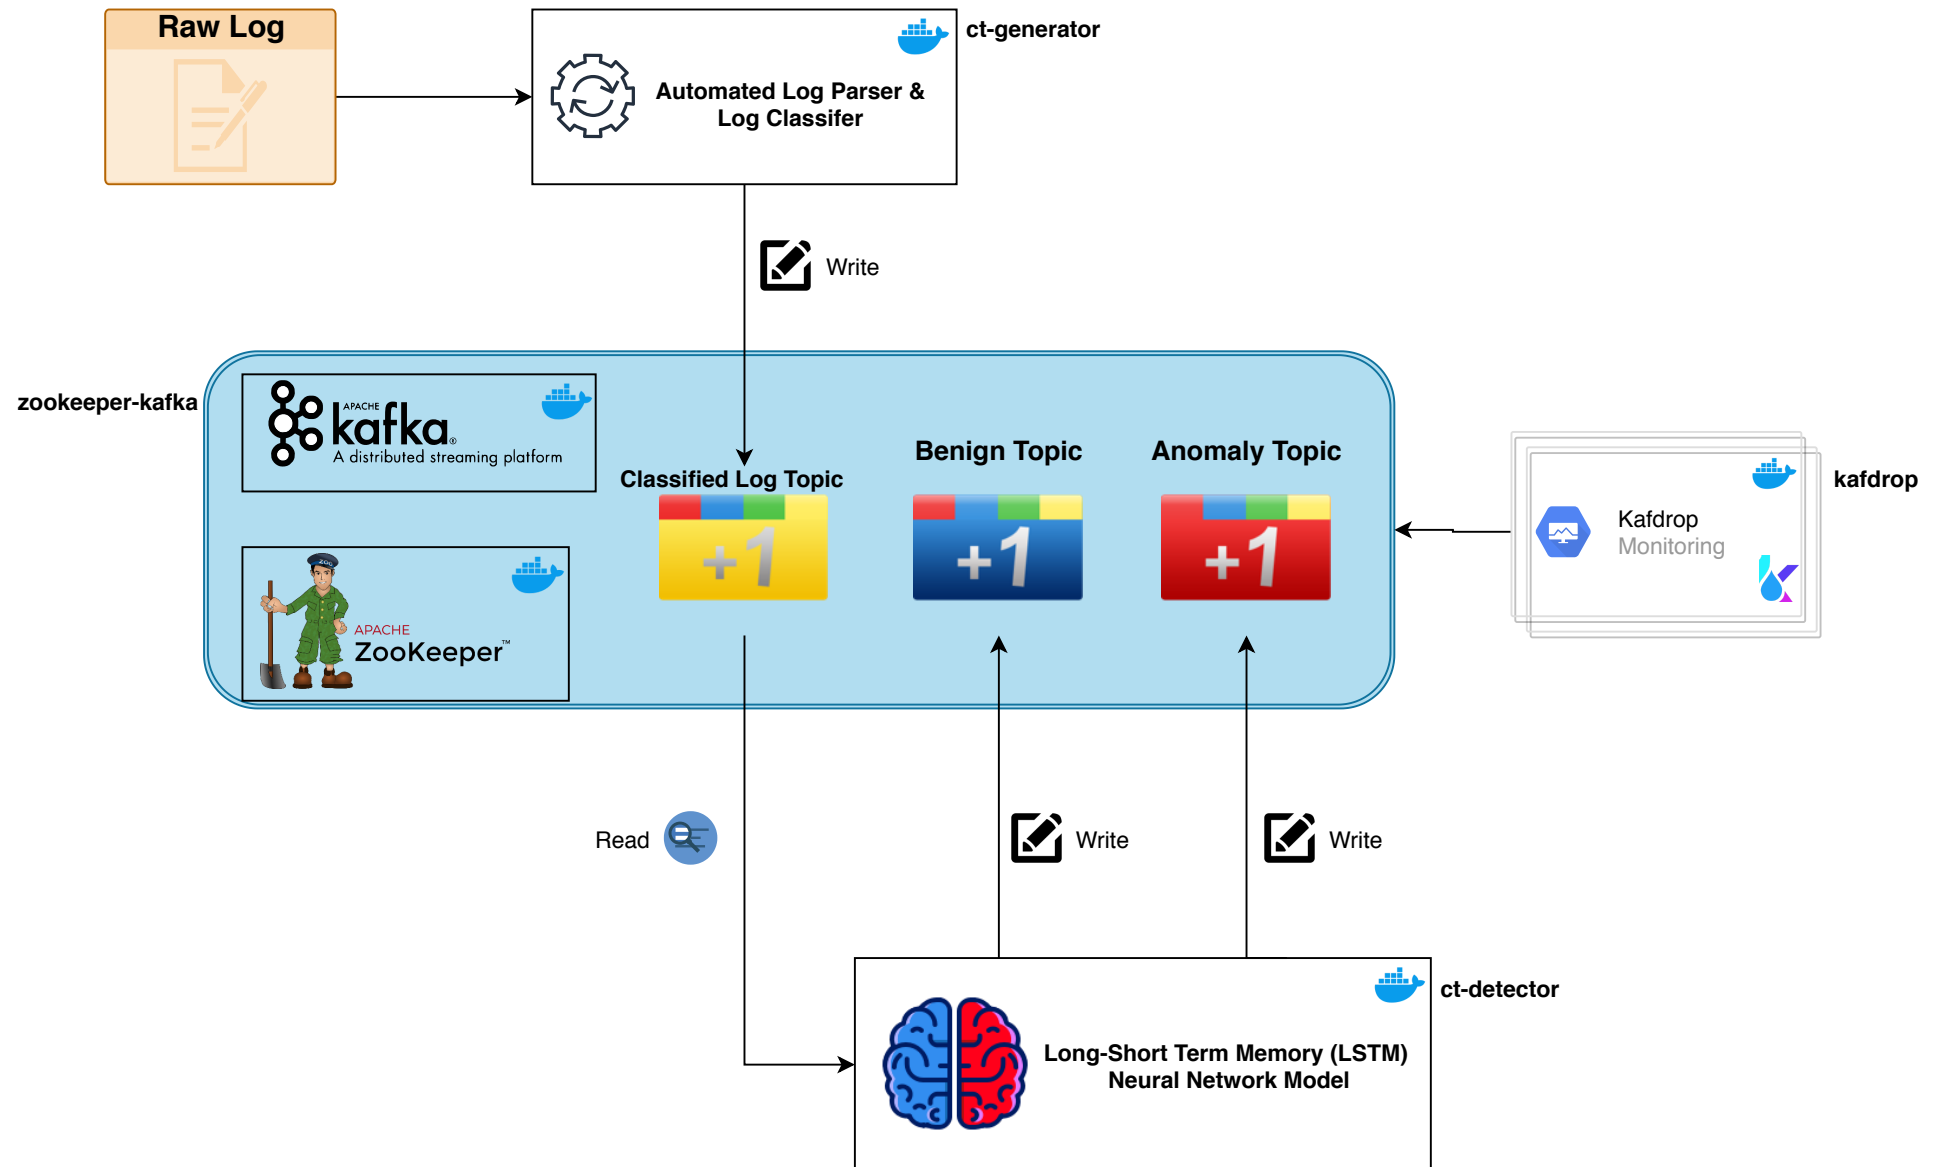 Raw Log
ct-generator
Automated Log Parser &
Log Classifer
Write
zookeeper-kafka
APACHE
kafka®
A distributed streaming platform
ZOO
APACHE
ZooKeeper™
Classified Log Topic
+1
Benign Topic
+1
Anomaly Topic
+1
Kafdrop
Monitoring
kafdrop
Read
Write
Write
ct-detector
Long-Short Term Memory (LSTM)
Neural Network Model